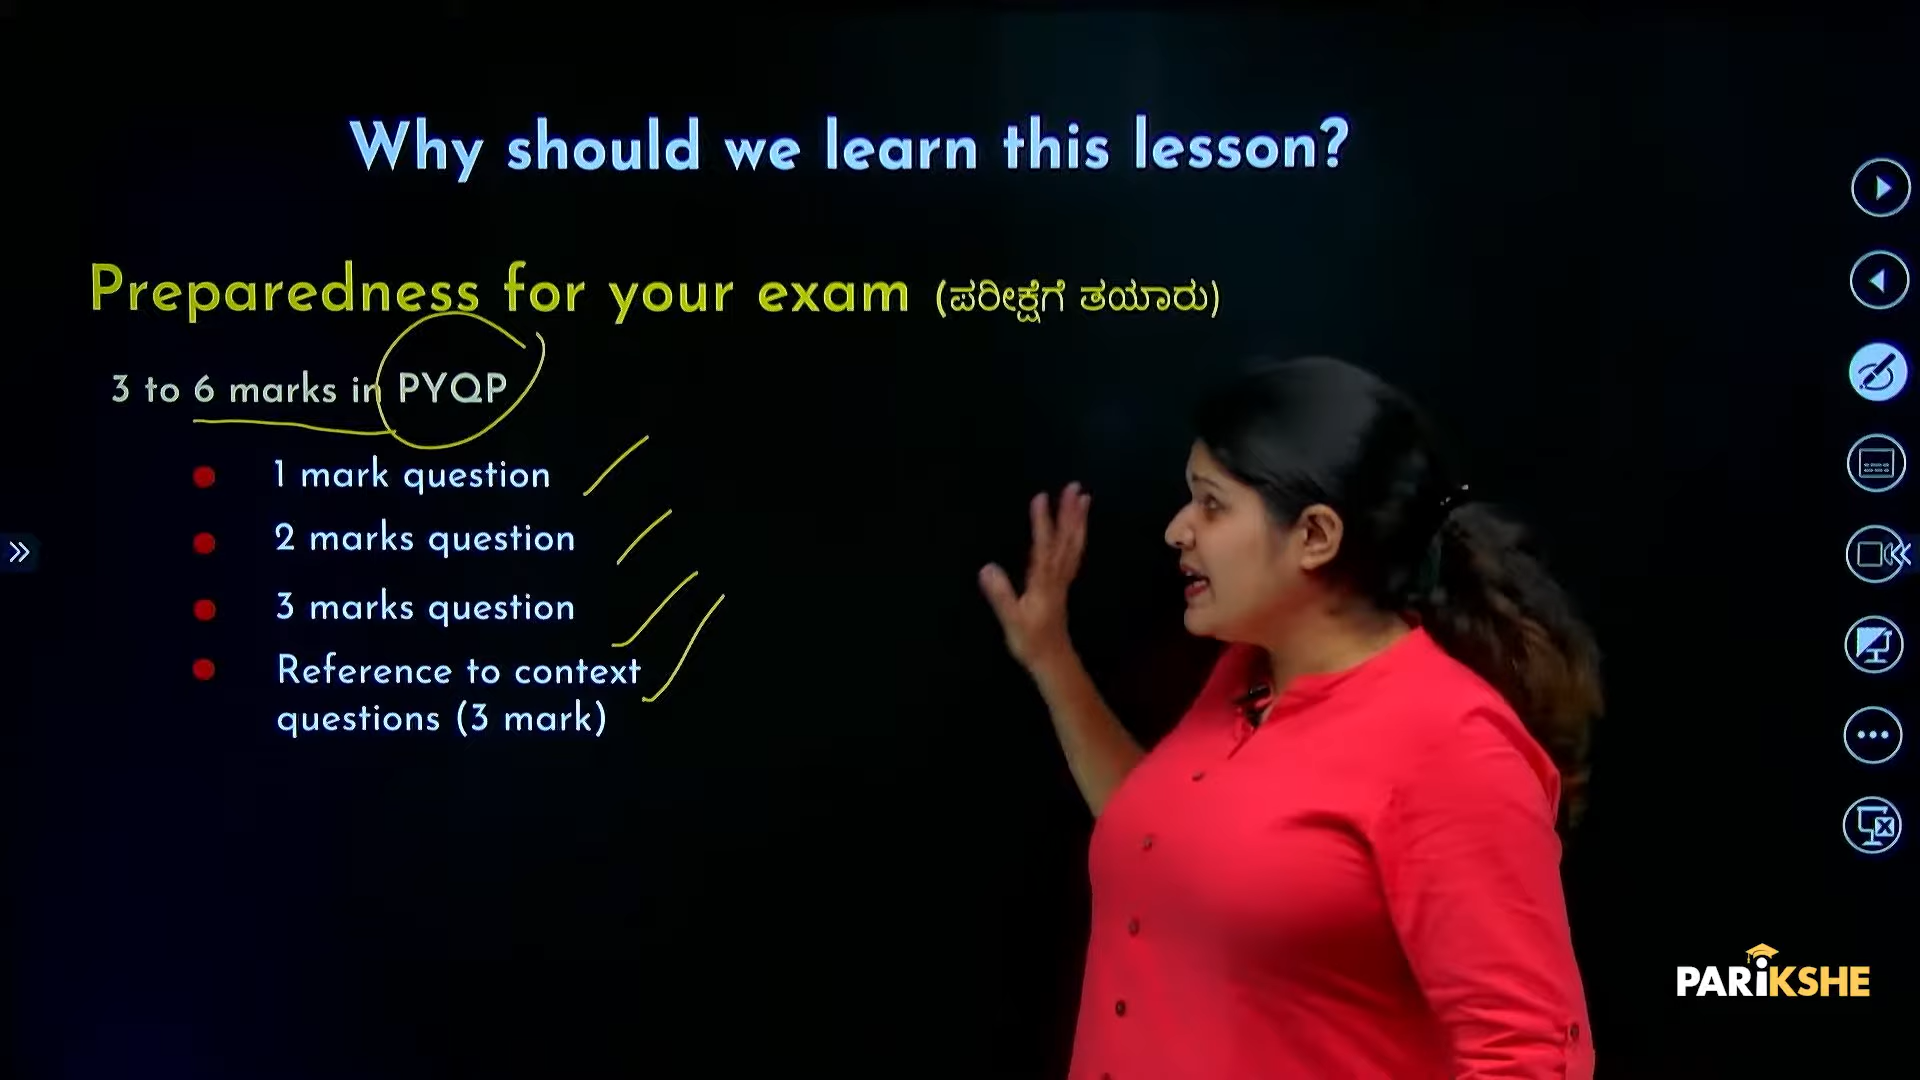 Why should we learn this lesson?
Preparedness for your exam (ಪರೀಕ್ಷೆಗೆ ತಯಾರು)
3 to 6 marks in PYQP
1 mark question
2 marks question
3 marks question
Reference to context
questions (3 mark)
PARiKSHE